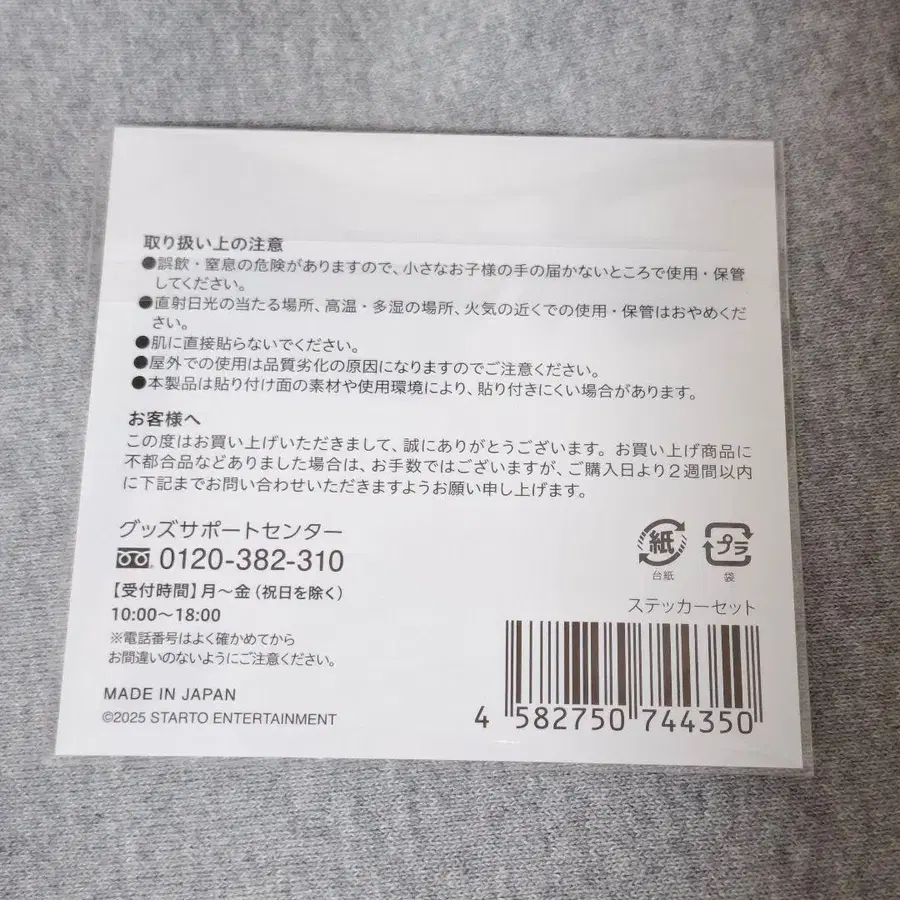 取り扱い上の注意
●誤飲・窒息の危険がありますので、小さなお子様の手の届かないところで使用・保管
してください。
●直射日光の当たる場所、高温・多湿の場所、火気の近くでの使用・保管はおやめくだ
さい。
●肌に直接貼らないでください。
●屋外での使用は品質劣化の原因になりますのでご注意ください。
●本製品は貼り付け面の素材や使用環境により、貼り付きにくい場合があります。
お客様へ
この度はお買い上げいただきまして、誠にありがとうございます。お買い上げ商品に
不都合品などありました場合は、お手数ではございますが、ご購入日より2週間以内
に下記までお問い合わせいただきますようお願い申し上げます。
グッズサポートセンター
0120-382-310
【受付時間】月～金（祝日を除く）
10:00～18:00
※電話番号はよく確かめてから
お間違いのないようにご注意ください。
MADE IN JAPAN
©2025 STARTO ENTERTAINMENT
紙
台紙
プラ
袋
ステッカーセット
4 582750 744350